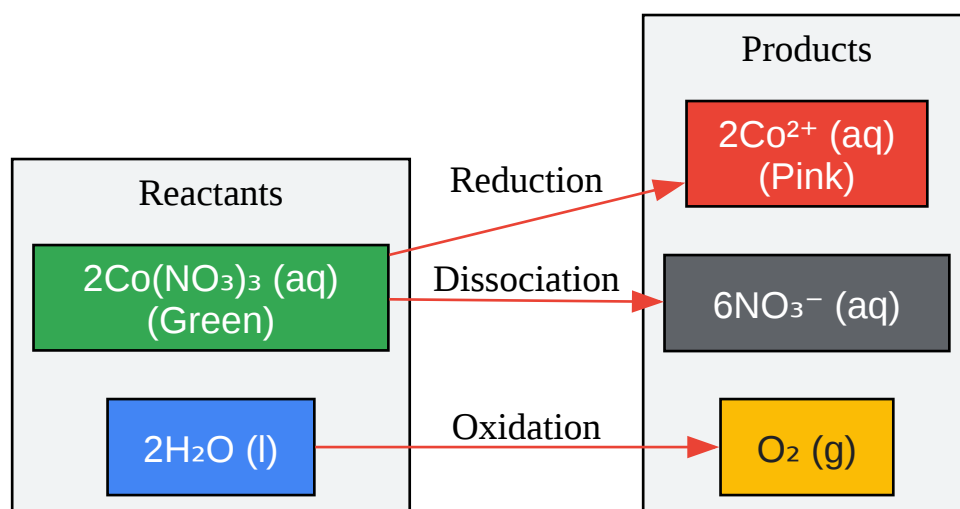 Reactants
2Co(NO₃)₃ (aq)
(Green)
2H₂O (l)
Reduction
Dissociation
Oxidation
Products
2Co²⁺ (aq)
(Pink)
6NO₃⁻ (aq)
O₂ (g)